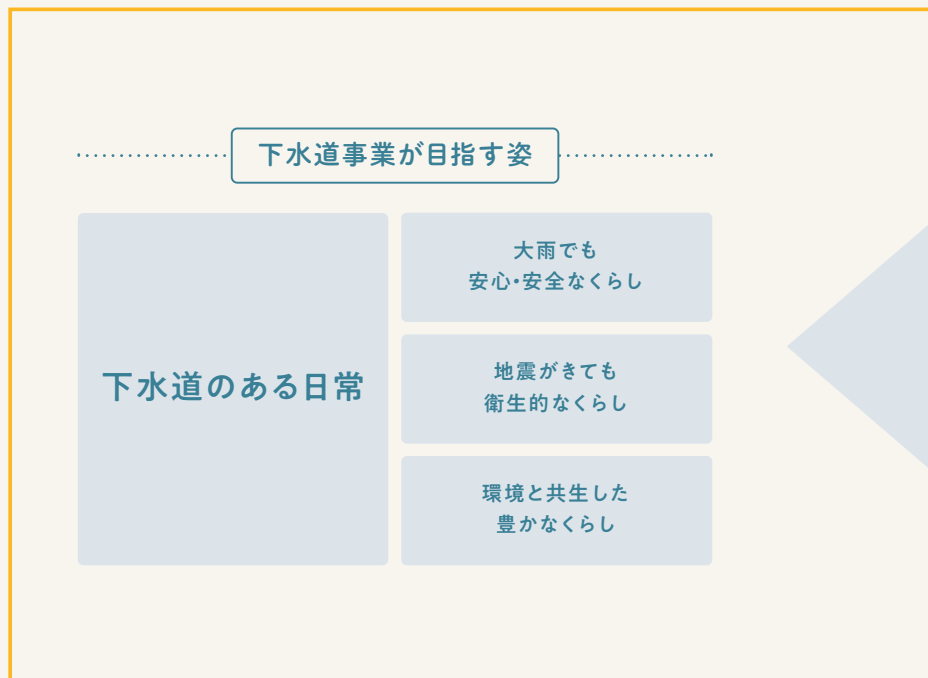 下水道事業が目指す姿
下水道のある日常
大雨でも
安心・安全なくらし
地震がきても
衛生的なくらし
環境と共生した
豊かなくらし